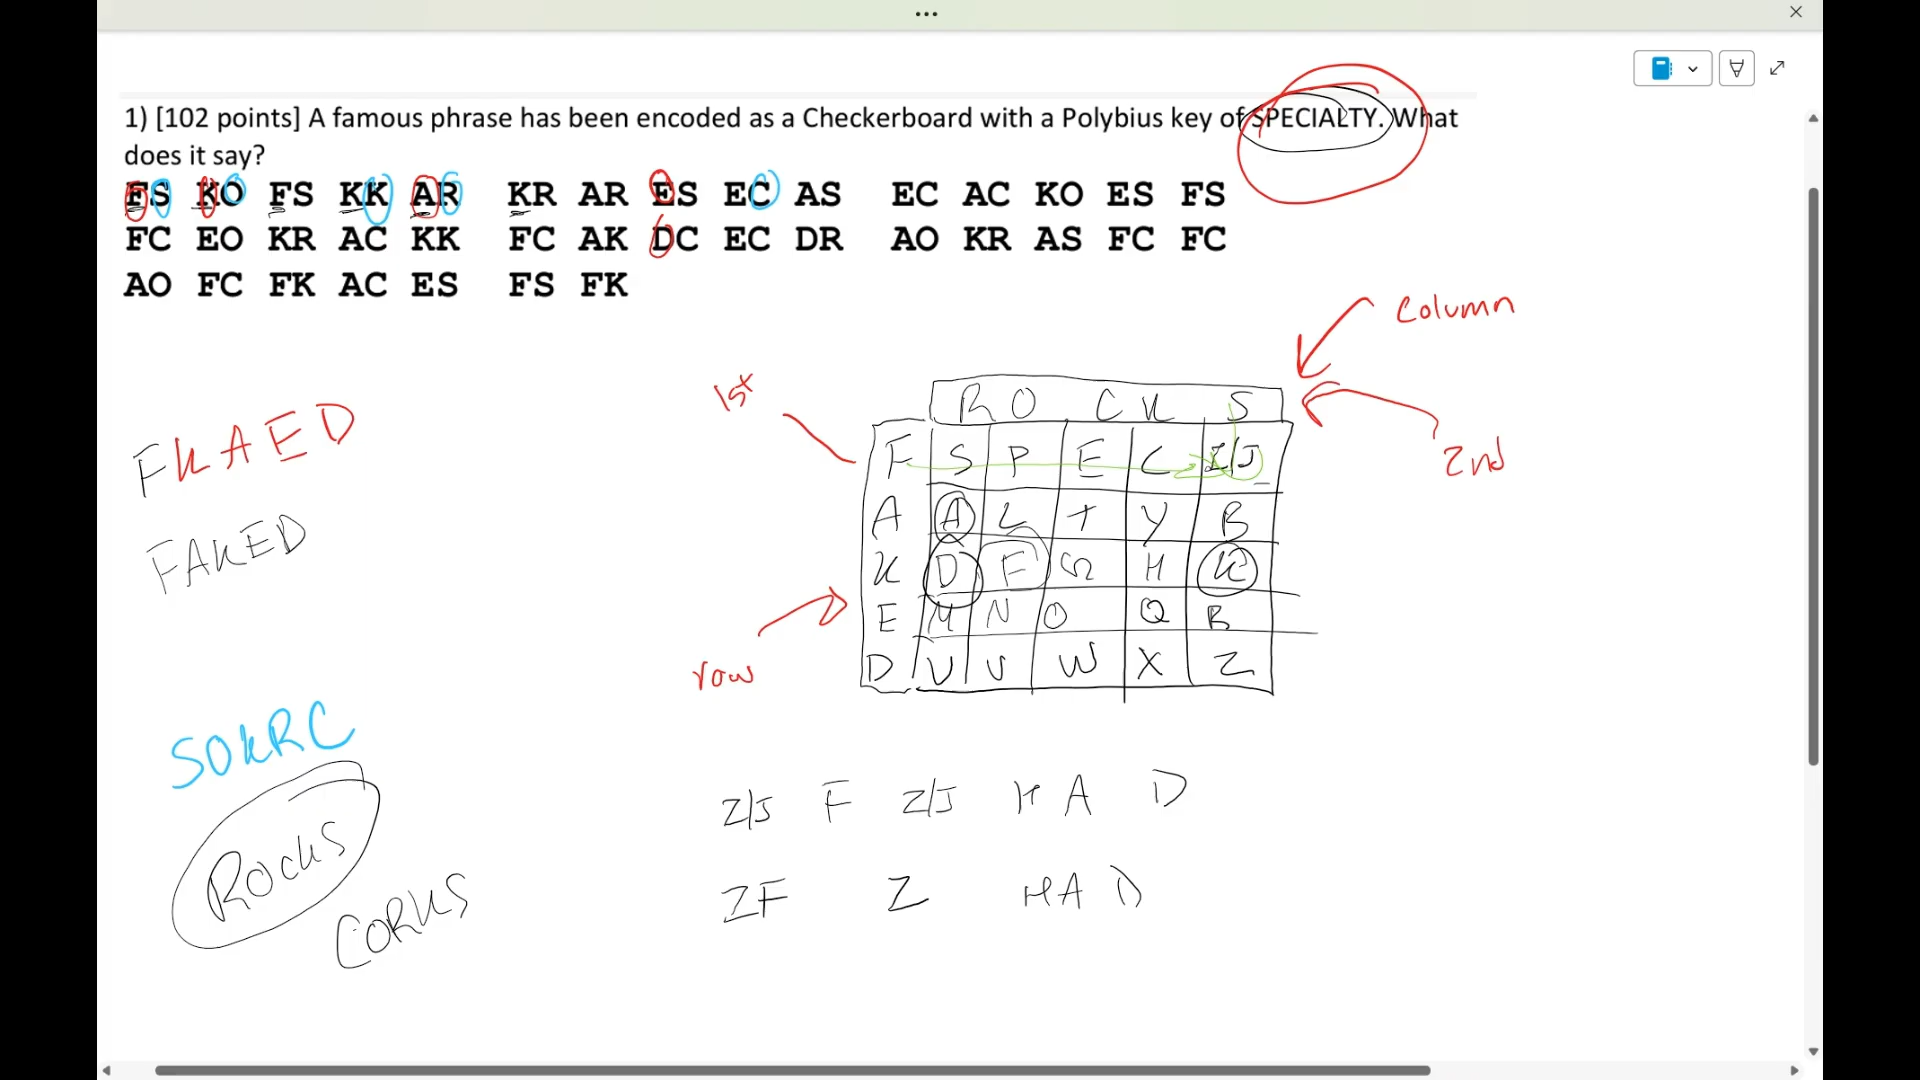 1) [102 points] A famous phrase has been encoded as a Checkerboard with a Polybius key of SPECIALTY. What
does it say?
FS KO FS KK AR KR AR ES EC AS EC AC KO ES FS
FC EO KR AC KK FC AK DC EC DR AO KR AS FC FC
AO FC FK AC ES FS FK
column
1st
2nd
row
R O C K S
F S P E C I/J
A A L T Y B
K D F G H K
E M N O Q R
D U V W X Z
FKAED
FAKED
SOKRC
ROCKS
CORKS
I/J F I/J H A D
IF I HAD